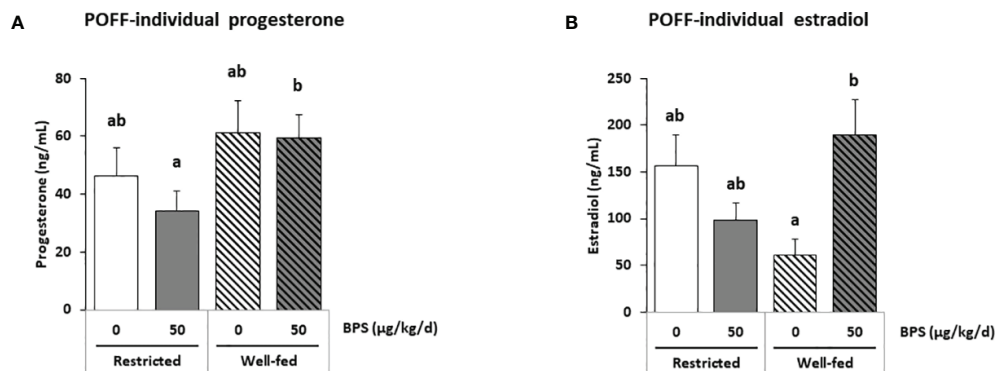 A
POFF-individual progesterone
Progesterone (ng/mL)
80
60
40
20
0
ab
a
ab
b
0
50
0
50
BPS (µg/kg/d)
Restricted
Well-fed
B
POFF-individual estradiol
Estradiol (ng/mL)
250
200
150
100
50
0
ab
ab
a
b
0
50
0
50
BPS (µg/kg/d)
Restricted
Well-fed